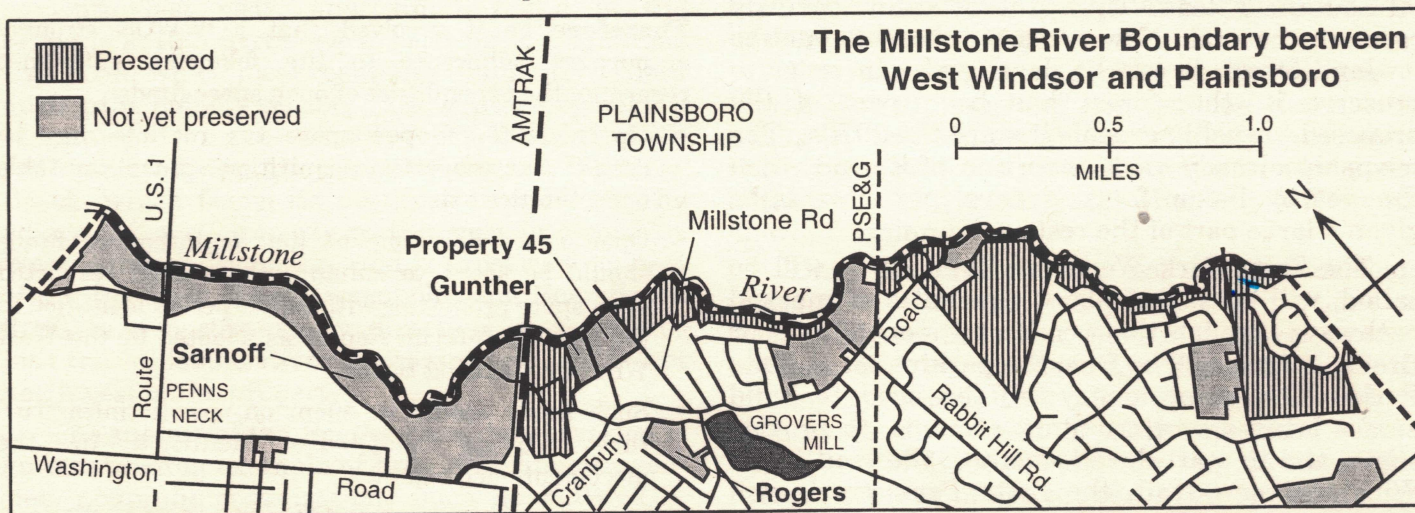 The Millstone River Boundary between
West Windsor and Plainsboro
Preserved
Not yet preserved
U.S. 1
Route
AMTRAK
PLAINSBORO
TOWNSHIP
PSE&G
0 0.5 1.0
MILES
N
Millstone
River
Millstone Rd
Property 45
Gunther
Sarnoff
PENNS
NECK
Washington
Road
Cranbury
Road
GROVERS
MILL
Rogers
Rabbit Hill Rd.